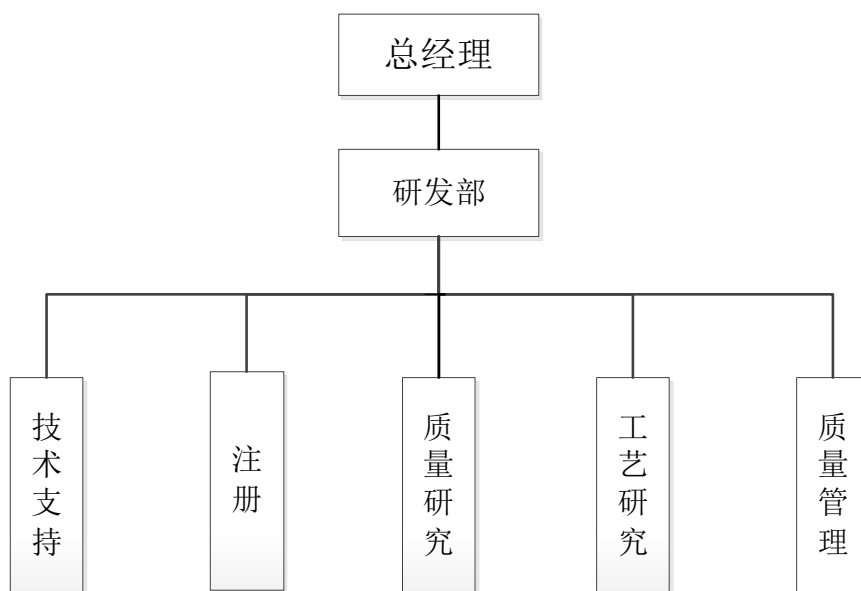 总经理
研发部
技术支持
注册
质量研究
工艺研究
质量管理